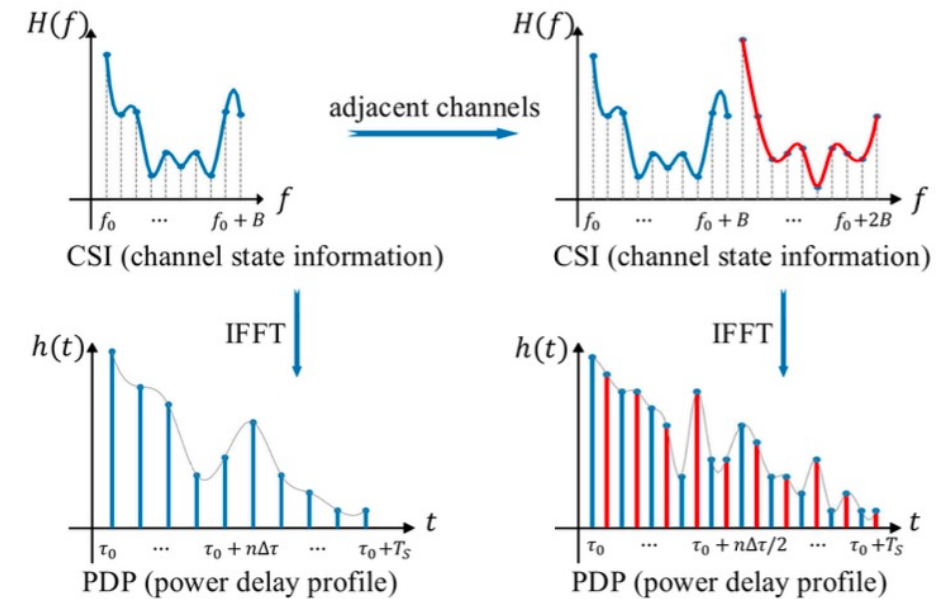 H(f)
f
f₀ ... f₀ + B
CSI (channel state information)
adjacent channels
H(f)
f
f₀ ... f₀ + B ... f₀+2B
CSI (channel state information)
IFFT
IFFT
h(t)
t
τ₀ ... τ₀ + nΔτ ... τ₀+Tₛ
PDP (power delay profile)
h(t)
t
τ₀ ... τ₀ + nΔτ/2 ... τ₀+Tₛ
PDP (power delay profile)